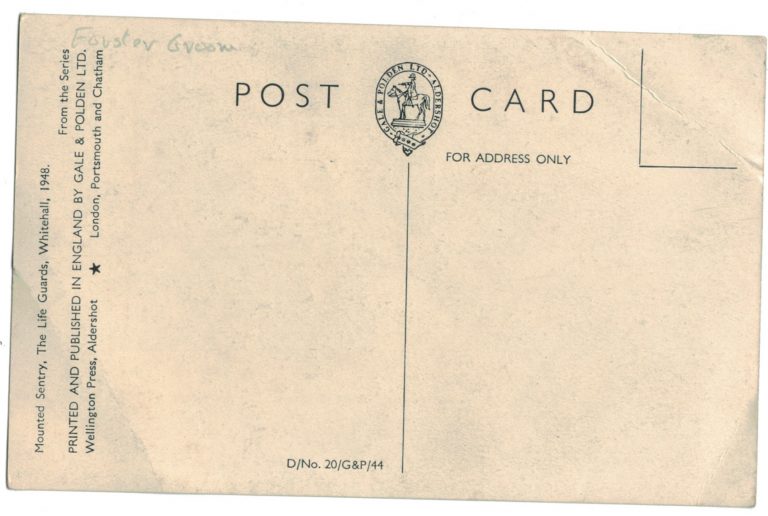 Forster Groom
POST CARD
GALE & POLDEN LTD · ALDERSHOT
FOR ADDRESS ONLY
Mounted Sentry, The Life Guards, Whitehall, 1948.
From the Series
PRINTED AND PUBLISHED IN ENGLAND BY GALE & POLDEN LTD.
Wellington Press, Aldershot ★ London, Portsmouth and Chatham
D/No. 20/G&P/44